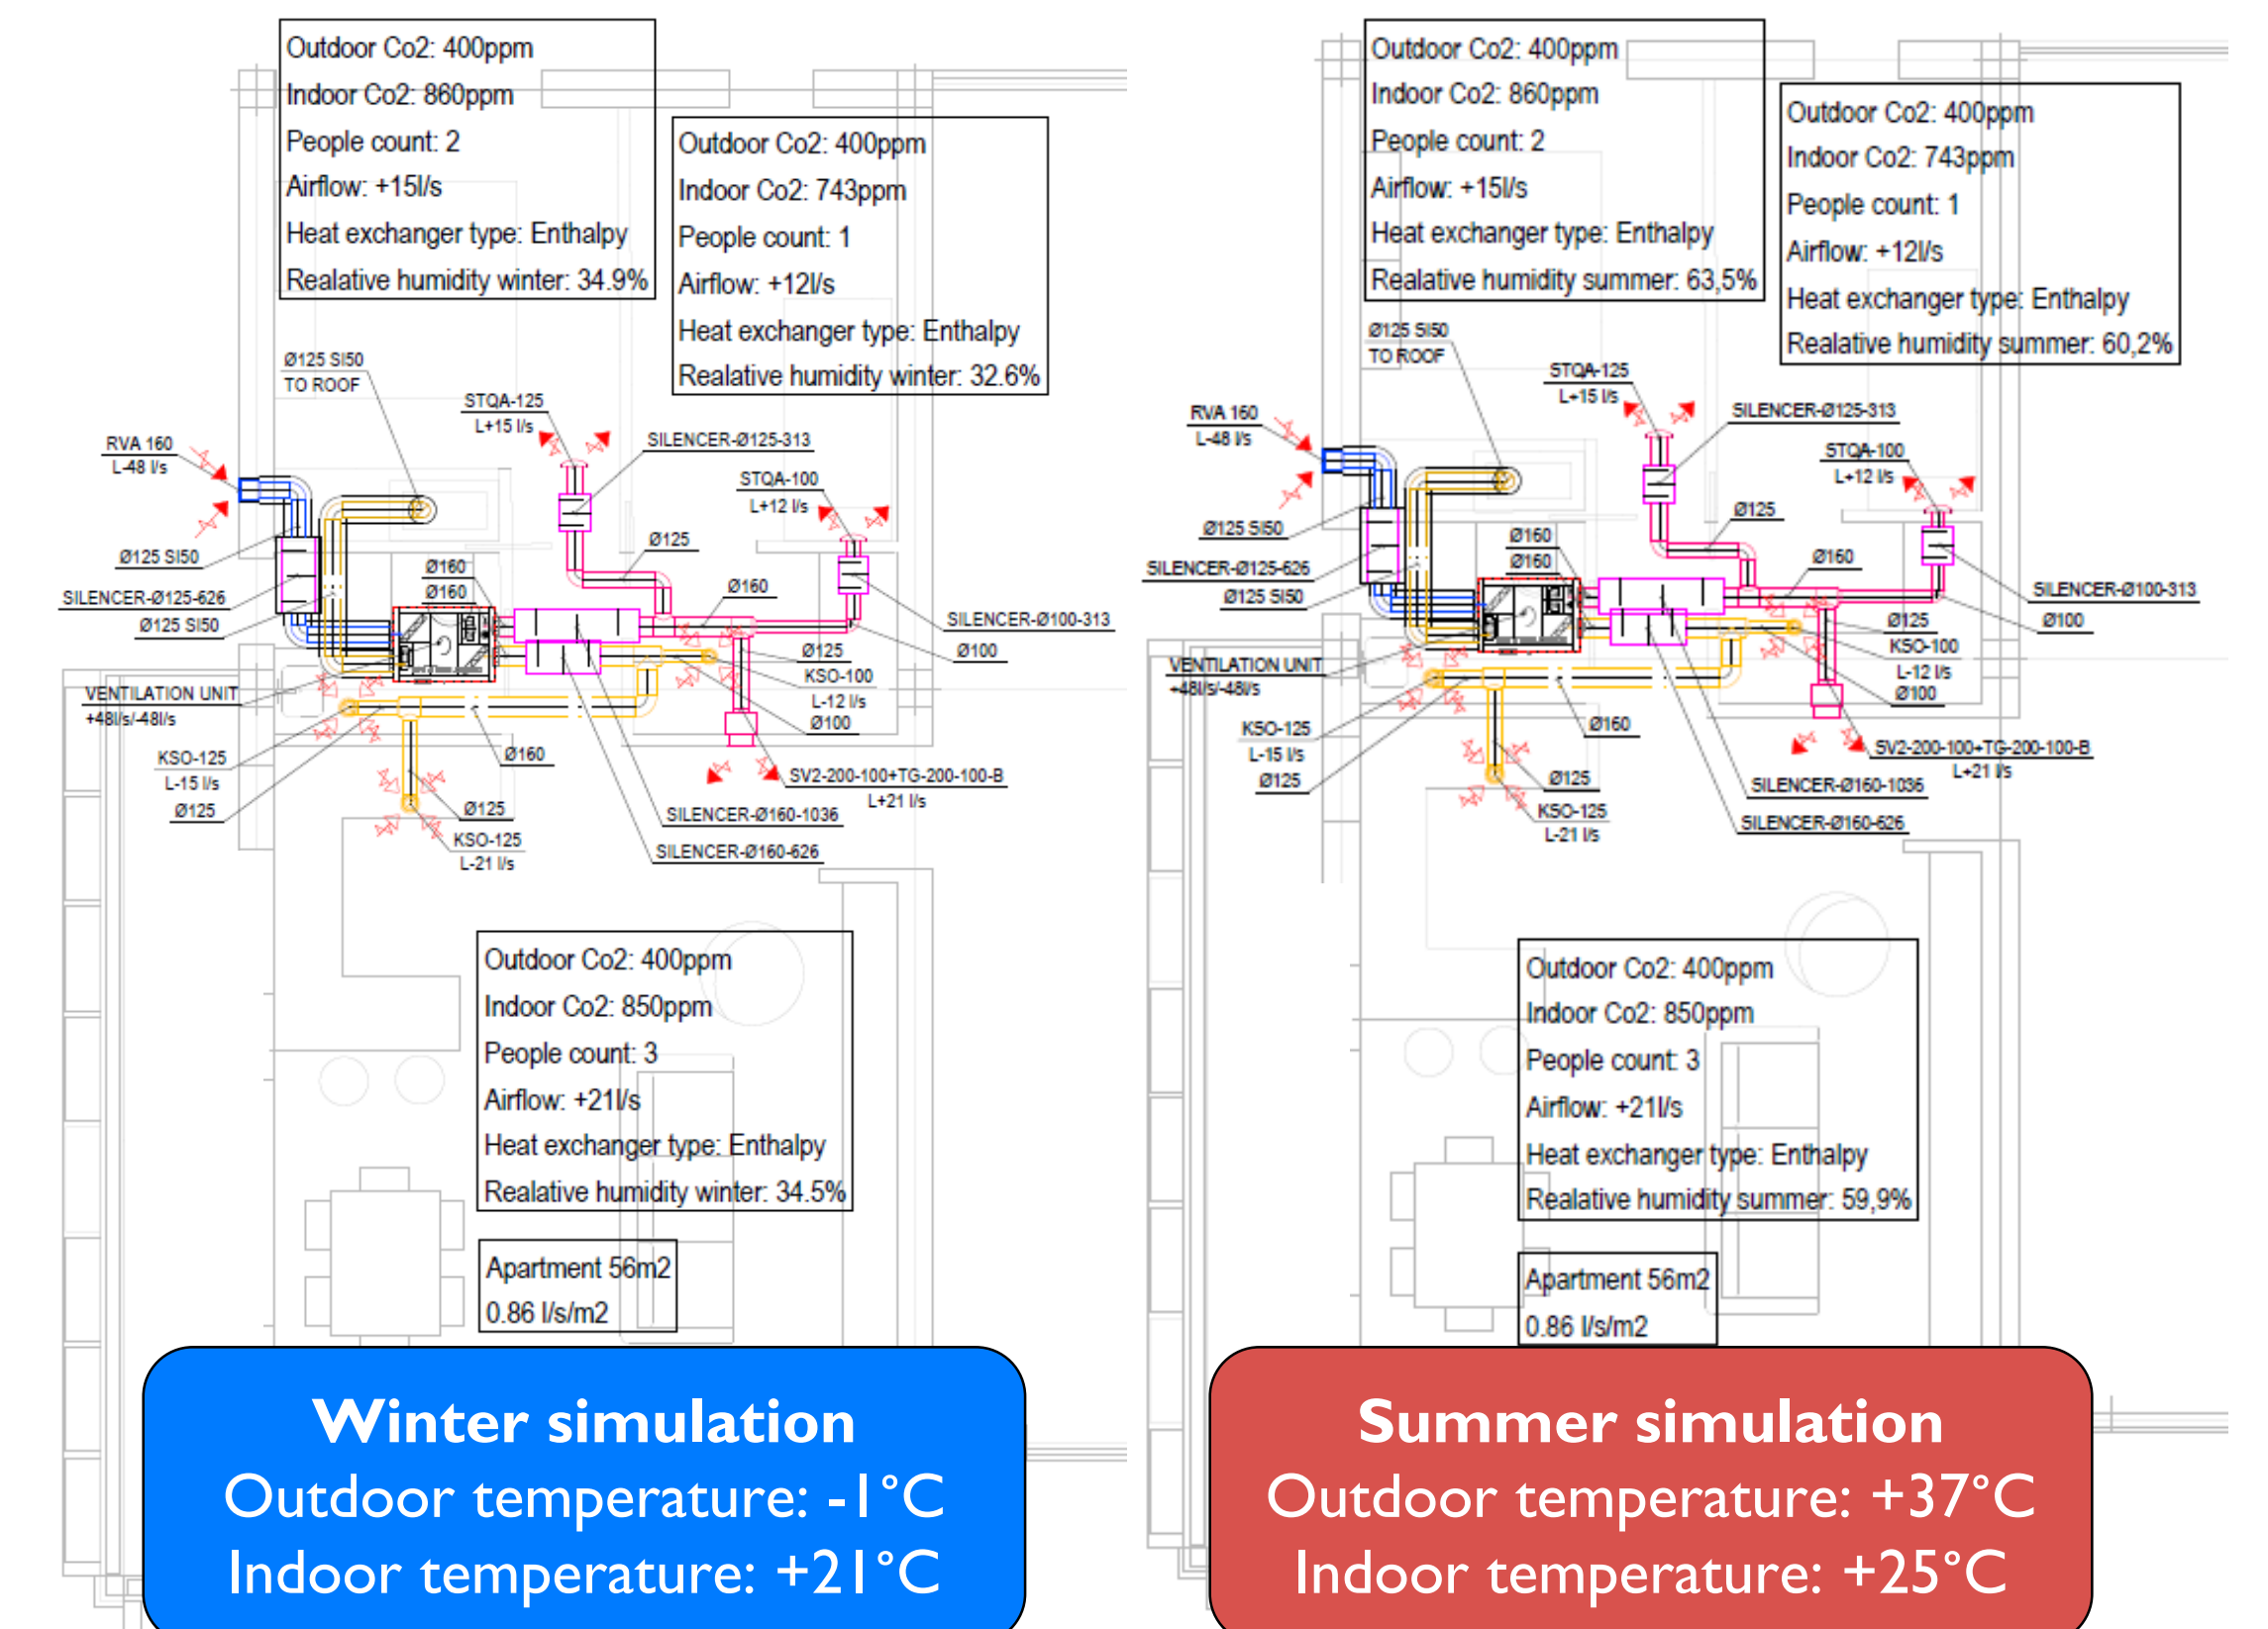 Outdoor Co2: 400ppm
Indoor Co2: 860ppm
People count: 2
Airflow: +15l/s
Heat exchanger type: Enthalpy
Realative humidity winter: 34.9%
Outdoor Co2: 400ppm
Indoor Co2: 743ppm
People count: 1
Airflow: +12l/s
Heat exchanger type: Enthalpy
Realative humidity winter: 32.6%
Ø125 SI50
TO ROOF
STQA-125
L+15 l/s
RVA 160
L-48 l/s
SILENCER-Ø125-313
STQA-100
L+12 l/s
Ø125
Ø125 SI50
Ø160
Ø160
Ø160
SILENCER-Ø125-626
Ø125 SI50
SILENCER-Ø100-313
Ø125
Ø100
KSO-100
L-12 l/s
Ø100
VENTILATION UNIT
+48l/s/-48l/s
KSO-125
L-15 l/s
Ø125
Ø160
SV2-200-100+TG-200-100-B
L+21 l/s
Ø125
SILENCER-Ø160-1036
KSO-125
L-21 l/s
SILENCER-Ø160-626
Outdoor Co2: 400ppm
Indoor Co2: 850ppm
People count: 3
Airflow: +21l/s
Heat exchanger type: Enthalpy
Realative humidity winter: 34.5%
Apartment 56m2
0.86 l/s/m2
Winter simulation
Outdoor temperature: -1°C
Indoor temperature: +21°C
Outdoor Co2: 400ppm
Indoor Co2: 860ppm
People count: 2
Airflow: +15l/s
Heat exchanger type: Enthalpy
Realative humidity summer: 63,5%
Outdoor Co2: 400ppm
Indoor Co2: 743ppm
People count: 1
Airflow: +12l/s
Heat exchanger type: Enthalpy
Realative humidity summer: 60,2%
Ø125 SI50
TO ROOF
STQA-125
L+15 l/s
RVA 160
L-48 l/s
SILENCER-Ø125-313
STQA-100
L+12 l/s
Ø125
Ø125 SI50
Ø160
Ø160
Ø160
SILENCER-Ø125-626
Ø125 SI50
SILENCER-Ø100-313
Ø125
Ø100
KSO-100
L-12 l/s
Ø100
VENTILATION UNIT
+48l/s/-48l/s
KSO-125
L-15 l/s
Ø125
Ø160
SV2-200-100+TG-200-100-B
L+21 l/s
Ø125
SILENCER-Ø160-1036
KSO-125
L-21 l/s
SILENCER-Ø160-626
Outdoor Co2: 400ppm
Indoor Co2: 850ppm
People count: 3
Airflow: +21l/s
Heat exchanger type: Enthalpy
Realative humidity summer: 59,9%
Apartment 56m2
0.86 l/s/m2
Summer simulation
Outdoor temperature: +37°C
Indoor temperature: +25°C